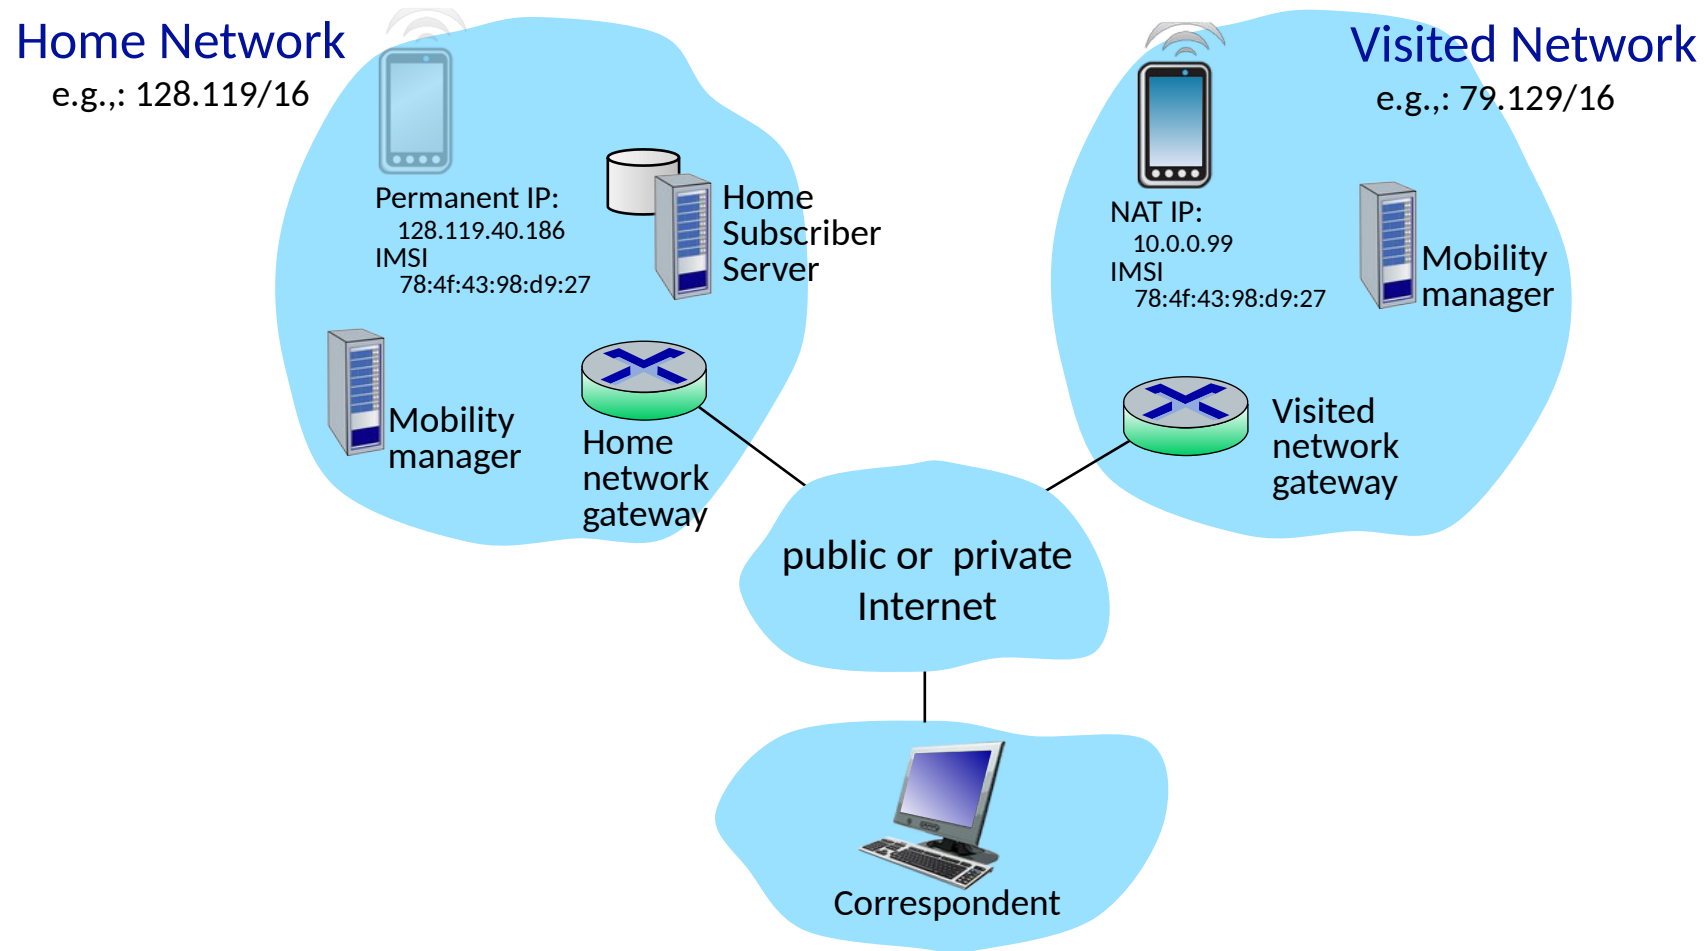 Home Network
e.g.,: 128.119/16
Visited Network
e.g.,: 79.129/16
Permanent IP:
128.119.40.186
IMSI
78:4f:43:98:d9:27
Home
Subscriber
Server
NAT IP:
10.0.0.99
IMSI
78:4f:43:98:d9:27
Mobility
manager
Mobility
manager
Home
network
gateway
Visited
network
gateway
public or private
Internet
Correspondent